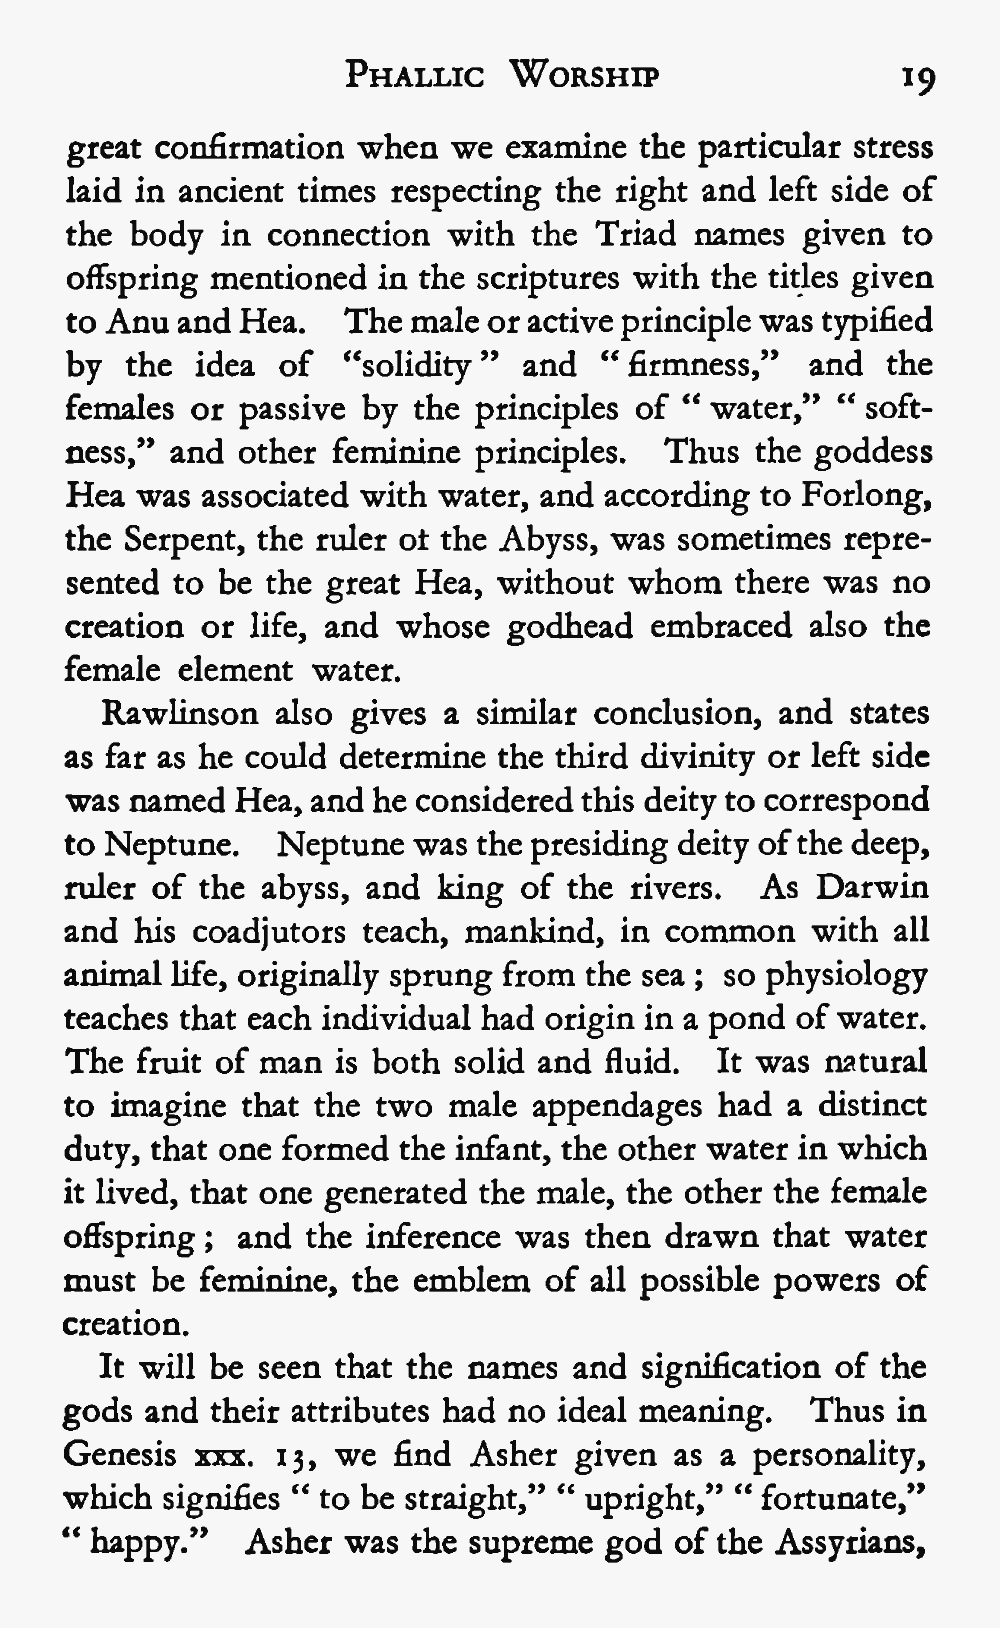 Phallic Worship 19
great confirmation when we examine the particular stress
laid in ancient times respecting the right and left side of
the body in connection with the Triad names given to
offspring mentioned in the scriptures with the titles given
to Anu and Hea. The male or active principle was typified
by the idea of “solidity” and “firmness,” and the
females or passive by the principles of “water,” “soft-
ness,” and other feminine principles. Thus the goddess
Hea was associated with water, and according to Forlong,
the Serpent, the ruler of the Abyss, was sometimes repre-
sented to be the great Hea, without whom there was no
creation or life, and whose godhead embraced also the
female element water.
Rawlinson also gives a similar conclusion, and states
as far as he could determine the third divinity or left side
was named Hea, and he considered this deity to correspond
to Neptune. Neptune was the presiding deity of the deep,
ruler of the abyss, and king of the rivers. As Darwin
and his coadjutors teach, mankind, in common with all
animal life, originally sprung from the sea ; so physiology
teaches that each individual had origin in a pond of water.
The fruit of man is both solid and fluid. It was natural
to imagine that the two male appendages had a distinct
duty, that one formed the infant, the other water in which
it lived, that one generated the male, the other the female
offspring ; and the inference was then drawn that water
must be feminine, the emblem of all possible powers of
creation.
It will be seen that the names and signification of the
gods and their attributes had no ideal meaning. Thus in
Genesis xxx. 13, we find Asher given as a personality,
which signifies “to be straight,” “upright,” “fortunate,”
“happy.” Asher was the supreme god of the Assyrians,